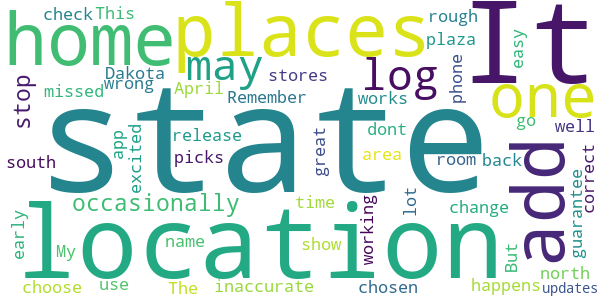 check This
home places It
rough
plaza
easy
may
log
stores
phone
one
missed
wrong
Dakota
April
Remember
works
stop
state
add
go
well
app
excited
release
great
dont
south
picks
area
room
back
correct
guarantee
location
occasionally
time
working
lot
change
early
My
name
show
But
north
choose
use
The
inaccurate
chosen
happens
updates